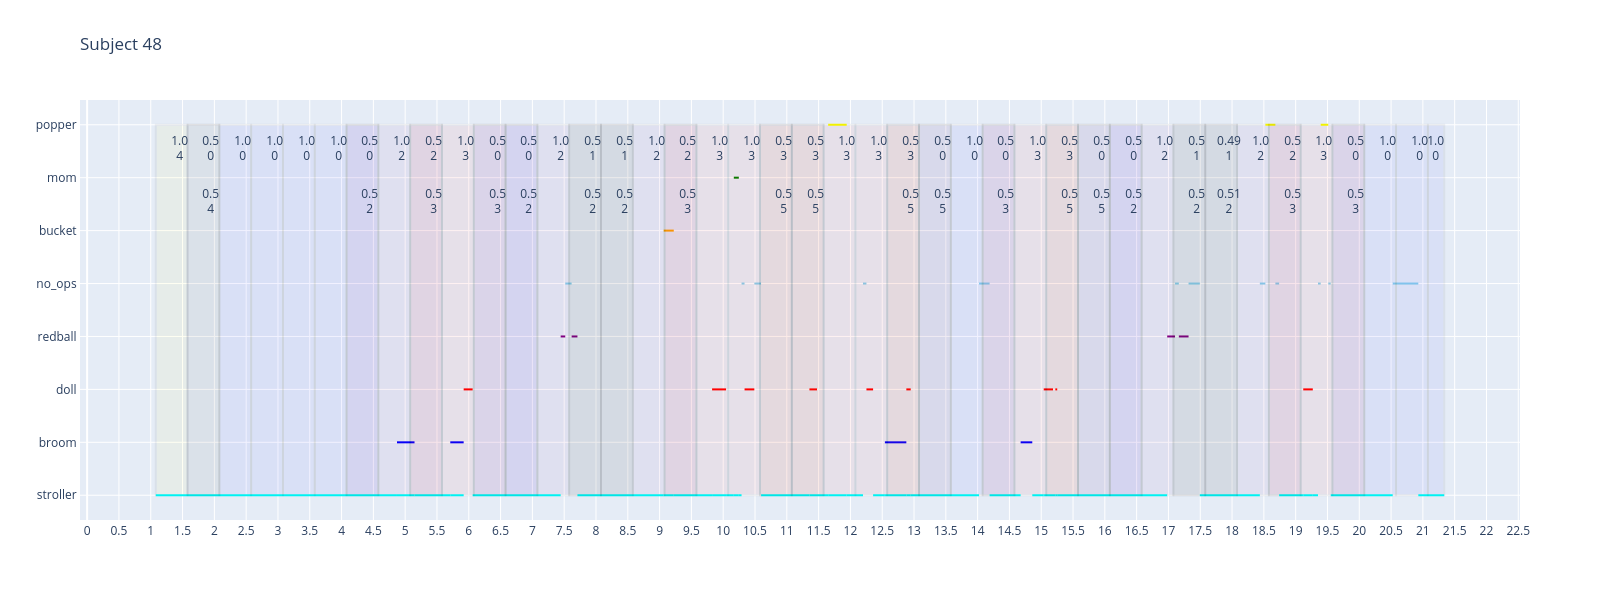 Subject 48
popper
1.0 0.5 1.0 1.0 1.0 1.0 0.5 1.0 0.5 1.0 0.5 0.5 1.0 0.5 0.5 1.0 0.5 1.0 1.0 0.5 0.5 1.0 1.0 0.5 0.5 1.0 0.5 1.0 0.5 0.5 0.5 1.0 0.5 0.49 1.0 0.5 1.0 0.5 1.0 1.0 1.0
4 0 0 0 0 0 0 2 2 3 0 0 2 1 1 2 2 3 3 3 3 3 3 3 0 0 0 3 3 0 0 2 1 1 2 2 3 0 0 0 0
mom
0.5 0.5 0.5 0.5 0.5 0.5 0.5 0.5 0.5 0.5 0.5 0.5 0.5 0.5 0.5 0.5 0.5 0.51 0.5 0.5
4 2 3 3 2 2 2 3 5 5 5 5 3 5 5 2 2 2 3 3
bucket
no_ops
redball
doll
broom
stroller
0 0.5 1 1.5 2 2.5 3 3.5 4 4.5 5 5.5 6 6.5 7 7.5 8 8.5 9 9.5 10 10.5 11 11.5 12 12.5 13 13.5 14 14.5 15 15.5 16 16.5 17 17.5 18 18.5 19 19.5 20 20.5 21 21.5 22 22.5